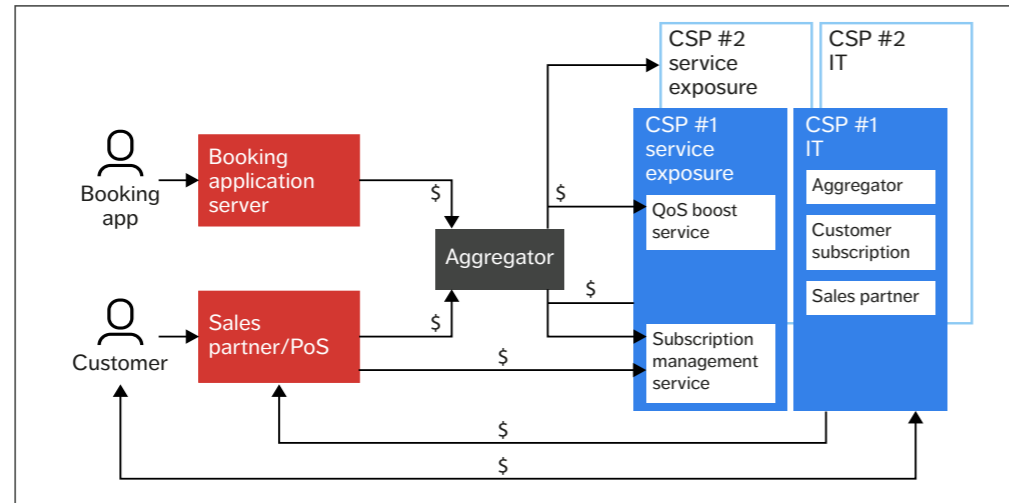 CSP #2
service
exposure
CSP #2
IT
CSP #1
service
exposure
CSP #1
IT
Booking
app
Booking
application
server
$
$
QoS boost
service
Aggregator
Customer
subscription
Sales partner
Aggregator
$
Customer
Sales
partner/PoS
$
$
Subscription
management
service
$
$